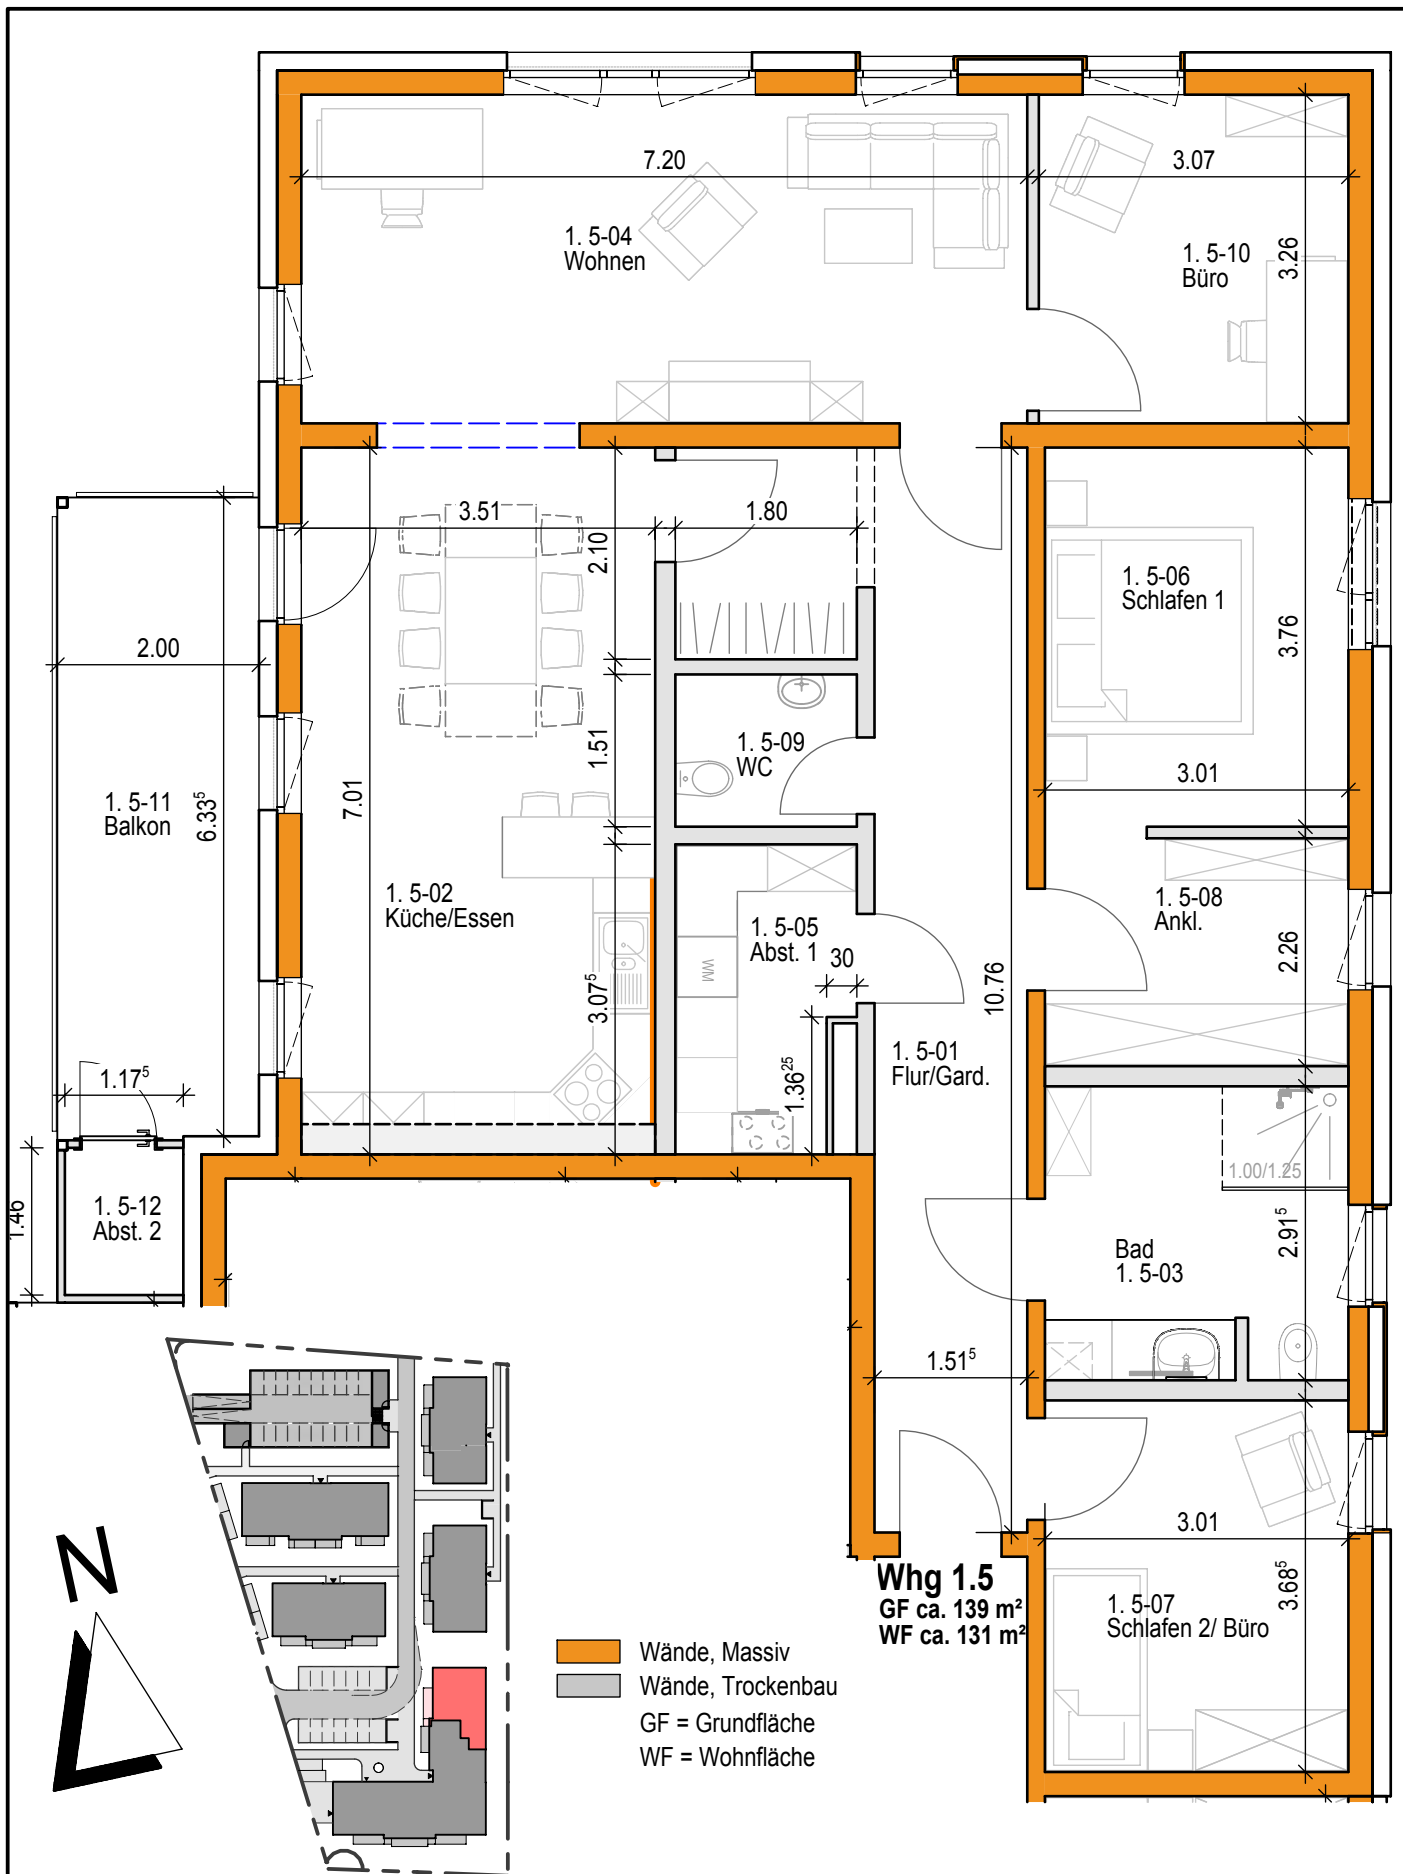 7.20
3.07
1. 5-04
Wohnen
1. 5-10
Büro
3.26
3.51
1.80
2.10
1. 5-06
Schlafen 1
3.76
2.00
1. 5-09
WC
1.51
3.01
7.01
1. 5-11
Balkon
6.33⁵
1. 5-02
Küche/Essen
1. 5-05
Abst. 1
WM
30
1. 5-08
Ankl.
2.26
3.07⁵
10.76
1. 5-01
Flur/Gard.
1.36²⁵
1.17⁵
1.46
1. 5-12
Abst. 2
1.00/1.25
Bad
1. 5-03
2.91⁵
1.51⁵
3.01
Whg 1.5
GF ca. 139 m²
WF ca. 131 m²
1. 5-07
Schlafen 2/ Büro
3.68⁵
N
Wände, Massiv
Wände, Trockenbau
GF = Grundfläche
WF = Wohnfläche